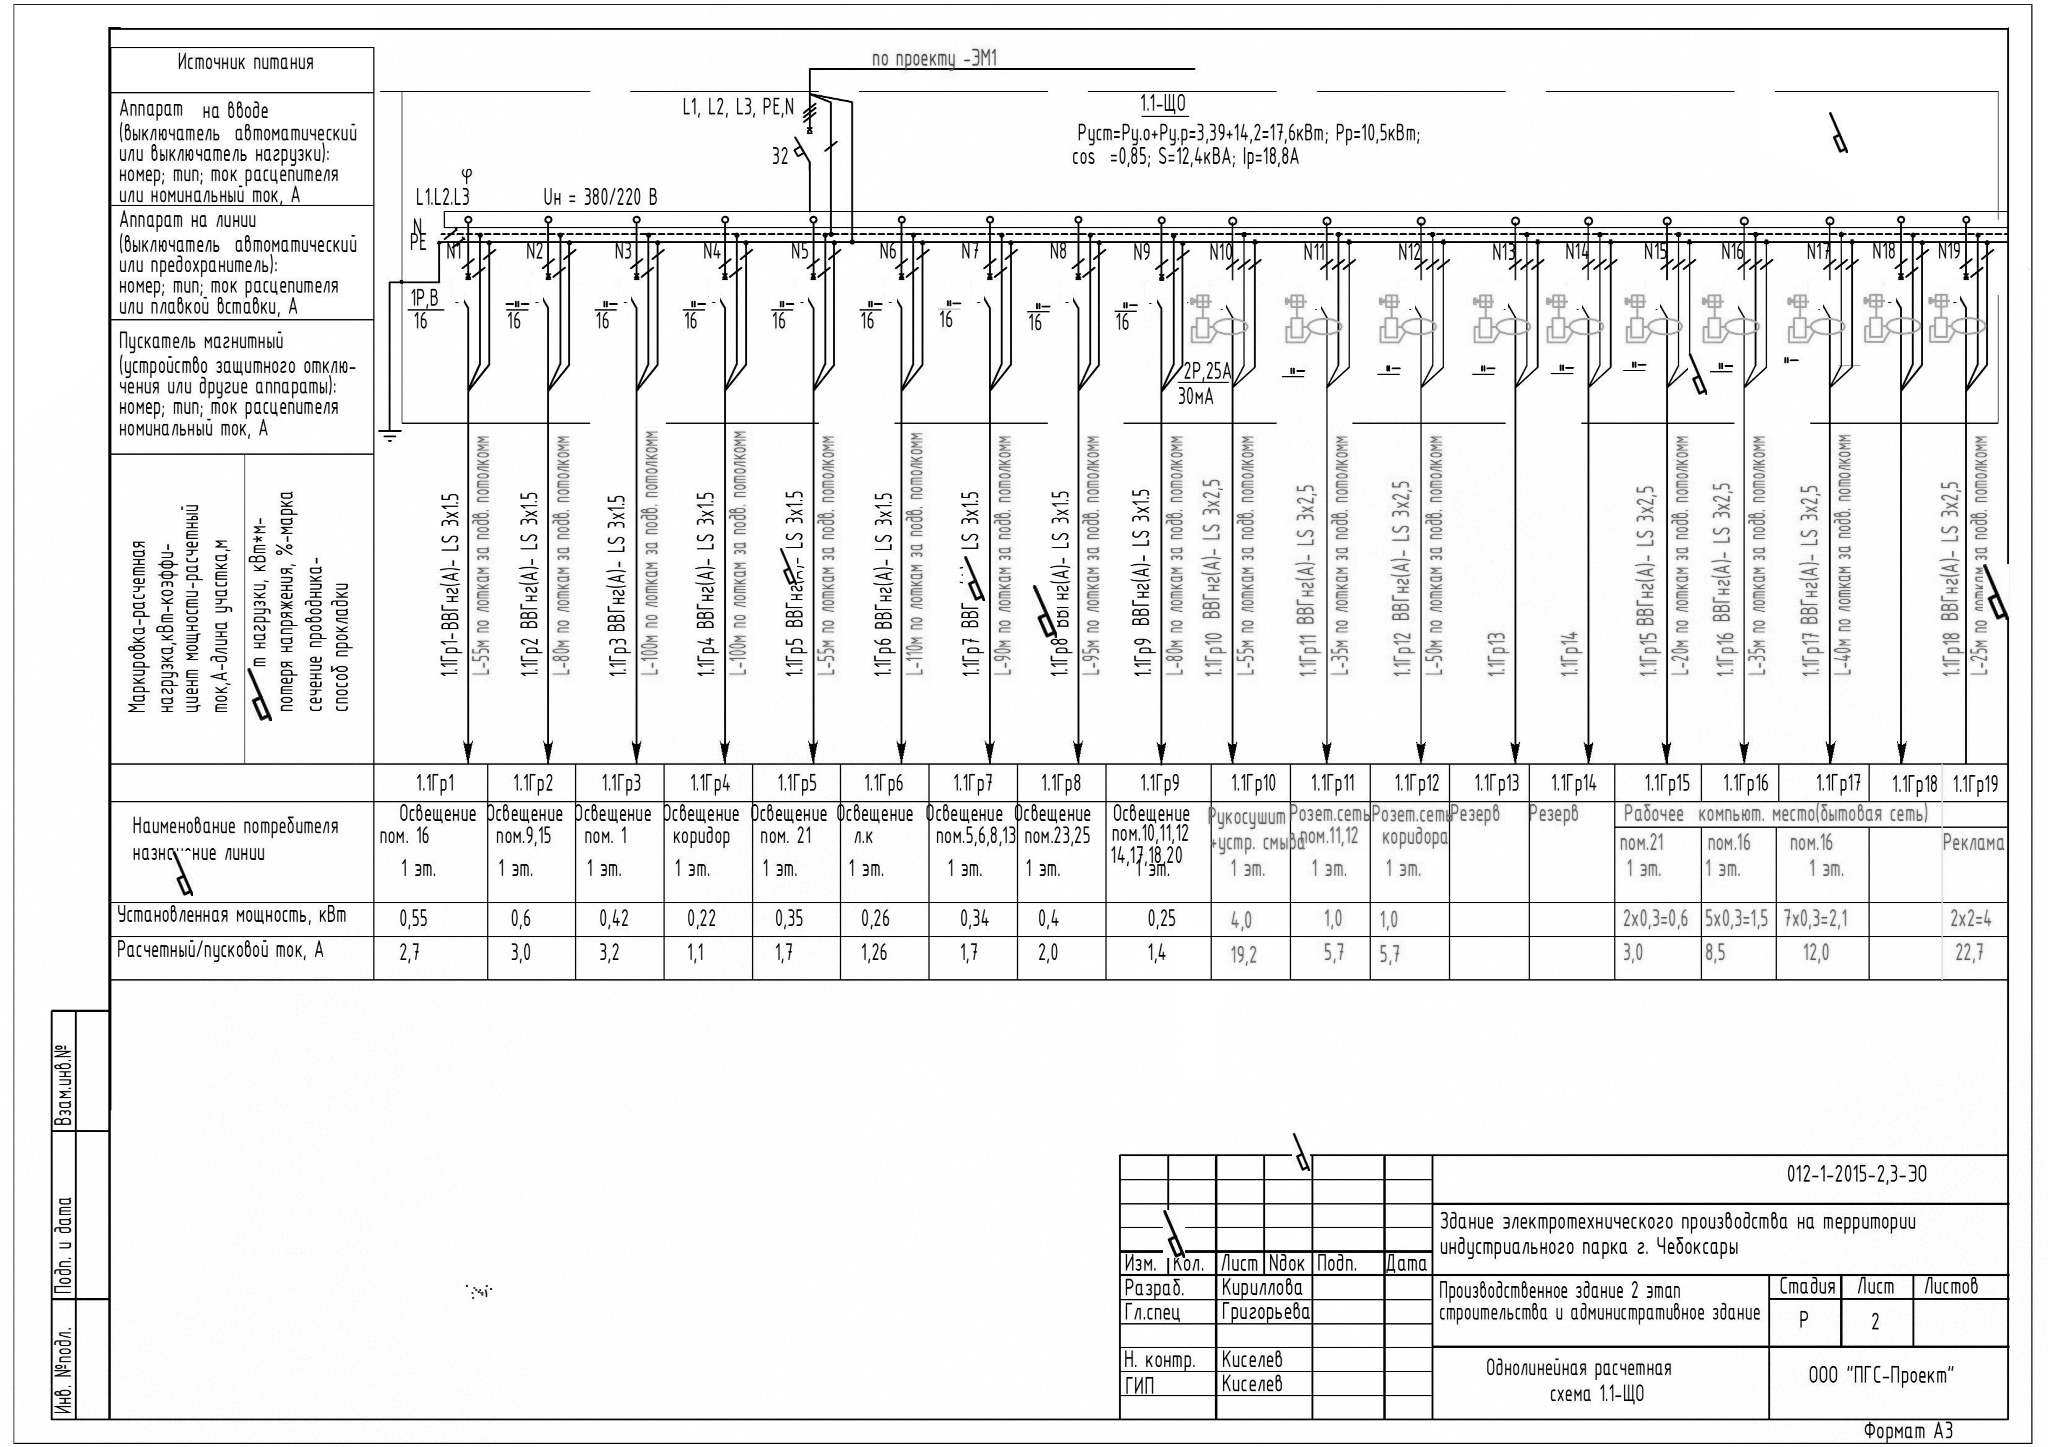 Источник питания
по проекту -ЭМ1
Аппарат на вводе
(выключатель автоматический
или выключатель нагрузки):
номер; тип; ток расцепителя
или номинальный ток, А
L1, L2, L3, PE,N
32
1.1-ЩО
Руст=Ру.о+Ру.р=3,39+14,2=17,6кВт; Рр=10,5кВт;
cos =0,85; S=12,4кВА; Iр=18,8А
φ
L1.L2.L3
Uн = 380/220 В
N
PE
Аппарат на линии
(выключатель автоматический
или предохранитель):
номер; тип; ток расцепителя
или плавкой вставки, А
N1 N2 N3 N4 N5 N6 N7 N8 N9 N10 N11 N12 N13 N14 N15 N16 N17 N18 N19
1Р,В
16
-"- 16
-"- 16
-"- 16
-"- 16
-"- 16
-"- 16
-"- 16
-"- 16
Пускатель магнитный
(устройство защитного отклю-
чения или другие аппараты):
номер; тип; ток расцепителя
номинальный ток, А
2Р,25А
30мА
-"- -"- -"- -"- -"- -"- -"-
Маркировка-расчетная
нагрузка,кВт-коэффи-
циент мощности-расчетный
ток,А-длина участка,м
т нагрузки, кВт*м-
потеря напряжения, %-марка
сечение проводника-
способ прокладки
1.1Гр1-ВВГнг(А)- LS 3х1.5
L-55м по лоткам за подв. потолкомм
1.1Гр2 ВВГнг(А)- LS 3х1.5
L-80м по лоткам за подв. потолкомм
1.1Гр3 ВВГнг(А)- LS 3х1.5
L-100м по лоткам за подв. потолкомм
1.1Гр4 ВВГнг(А)- LS 3х1.5
L-100м по лоткам за подв. потолкомм
1.1Гр5 ВВГнг(А)- LS 3х1.5
L-55м по лоткам за подв. потолкомм
1.1Гр6 ВВГнг(А)- LS 3х1.5
L-110м по лоткам за подв. потолкомм
1.1Гр7 ВВГ - LS 3х1.5
L-90м по лоткам за подв. потолкомм
1.1Гр8 ВВГнг(А)- LS 3х1.5
L-95м по лоткам за подв. потолкомм
1.1Гр9 ВВГнг(А)- LS 3х1.5
L-80м по лоткам за подв. потолкомм
1.1Гр10 ВВГнг(А)- LS 3х2,5
L-55м по лоткам за подв. потолкомм
1.1Гр11 ВВГнг(А)- LS 3х2,5
L-35м по лоткам за подв. потолкомм
1.1Гр12 ВВГнг(А)- LS 3х2,5
L-50м по лоткам за подв. потолкомм
1.1Гр13
1.1Гр14
1.1Гр15 ВВГнг(А)- LS 3х2,5
L-20м по лоткам за подв. потолкомм
1.1Гр16 ВВГнг(А)- LS 3х2,5
L-35м по лоткам за подв. потолкомм
1.1Гр17 ВВГнг(А)- LS 3х2,5
L-40м по лоткам за подв. потолкомм
1.1Гр18 ВВГнг(А)- LS 3х2,5
L-25м по лоткам за подв. потолкомм
1.1Гр1 1.1Гр2 1.1Гр3 1.1Гр4 1.1Гр5 1.1Гр6 1.1Гр7 1.1Гр8 1.1Гр9 1.1Гр10 1.1Гр11 1.1Гр12 1.1Гр13 1.1Гр14 1.1Гр15 1.1Гр16 1.1Гр17 1.1Гр18 1.1Гр19
Наименование потребителя
назначение линии
Освещение
пом. 16
1 эт.
Освещение
пом.9,15
1 эт.
Освещение
пом. 1
1 эт.
Освещение
коридор
1 эт.
Освещение
пом. 21
1 эт.
Освещение
л.к
1 эт.
Освещение
пом.5,6,8,13
1 эт.
Освещение
пом.23,25
1 эт.
Освещение
пом.10,11,12
14,17,18,20
1 эт.
Рукосушит
+устр. смыва
1 эт.
Розет.сеть
пом.11,12
1 эт.
Розет.сеть
коридора
1 эт.
Резерв
Резерв
Рабочее компьют. место(бытовая сеть)
пом.21
1 эт.
пом.16
1 эт.
пом.16
1 эт.
Реклама
Установленная мощность, кВт
0,55 0,6 0,42 0,22 0,35 0,26 0,34 0,4 0,25 4,0 1,0 1,0 2х0,3=0,6 5х0,3=1,5 7х0,3=2,1 2х2=4
Расчетный/пусковой ток, А
2,7 3,0 3,2 1,1 1,7 1,26 1,7 2,0 1,4 19,2 5,7 5,7 3,0 8,5 12,0 22,7
Взам.инв.№
Подп. и дата
Инв. №подл.
012-1-2015-2,3-ЭО
Здание электротехнического производства на территории
индустриального парка г. Чебоксары
Изм. Кол. Лист Nдок Подп. Дата
Разраб. Кириллова
Гл.спец Григорьева
Н. контр. Киселев
ГИП Киселев
Производственное здание 2 этап
строительства и административное здание
Стадия Лист Листов
Р 2
Однолинейная расчетная
схема 1.1-ЩО
ООО "ПГС-Проект"
Формат А3